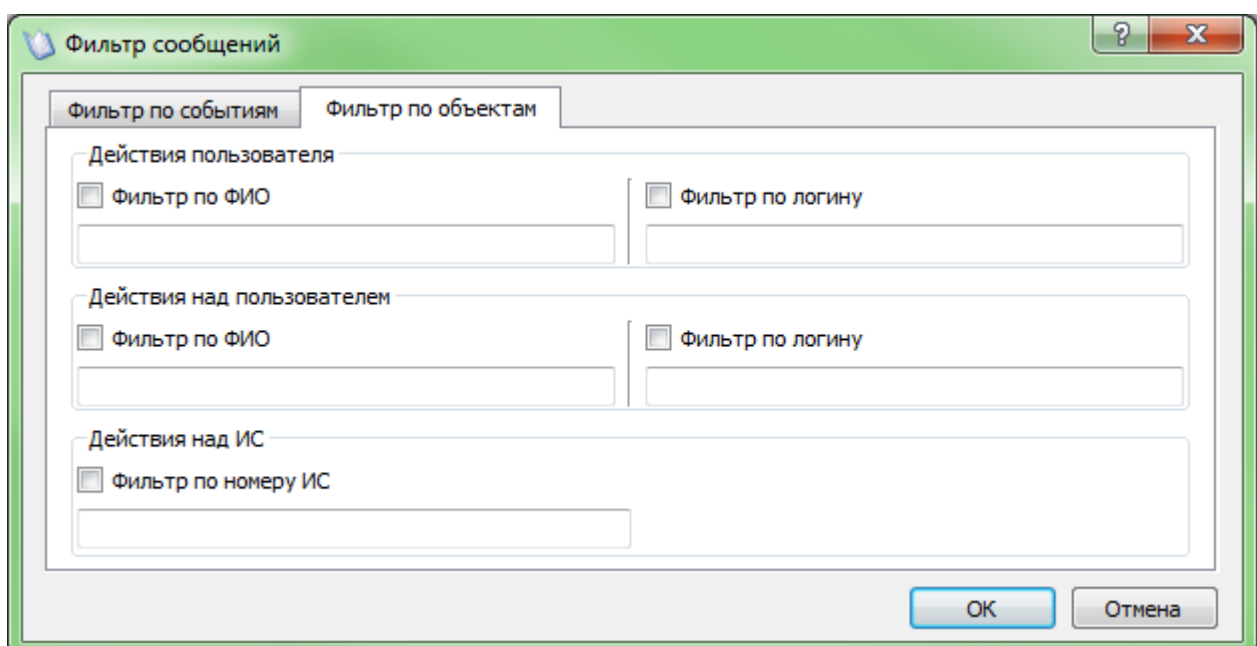 Фильтр сообщений
?
Фильтр по событиям Фильтр по объектам
Действия пользователя
Фильтр по ФИО Фильтр по логину
Действия над пользователем
Фильтр по ФИО Фильтр по логину
Действия над ИС
Фильтр по номеру ИС
OK Отмена